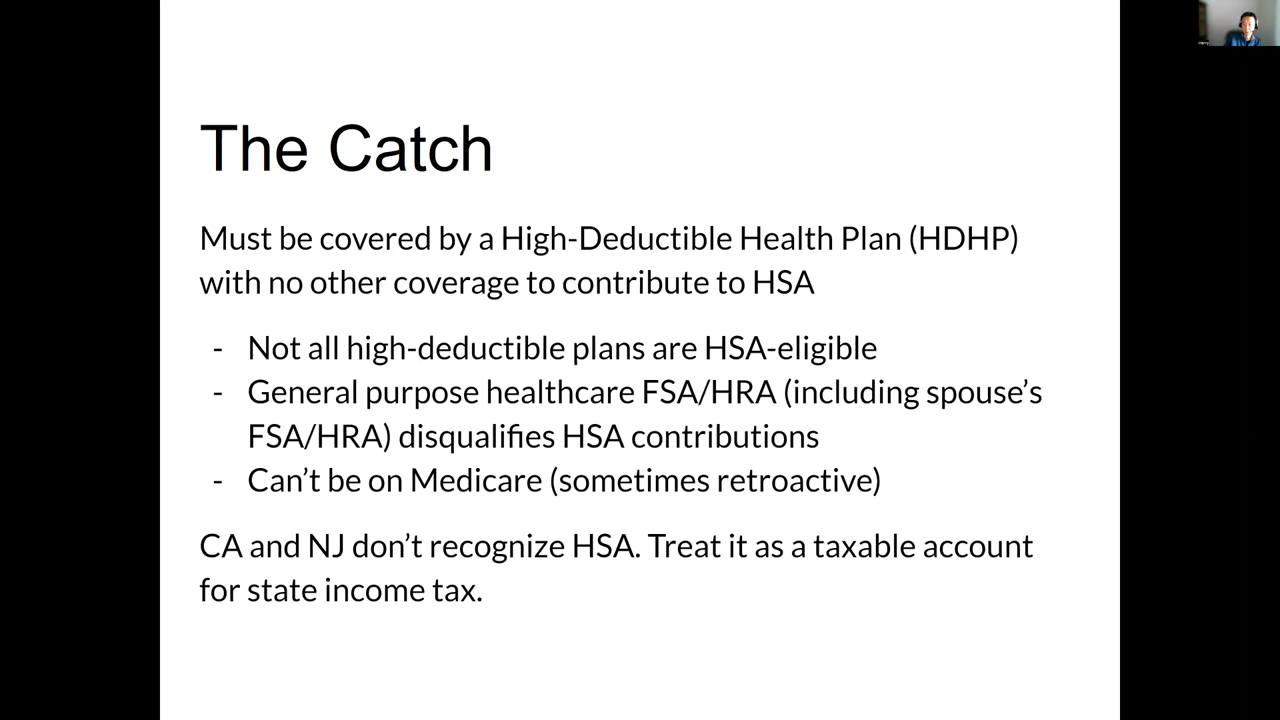 The Catch
Must be covered by a High-Deductible Health Plan (HDHP)
with no other coverage to contribute to HSA
- Not all high-deductible plans are HSA-eligible
- General purpose healthcare FSA/HRA (including spouse’s
FSA/HRA) disqualifies HSA contributions
- Can’t be on Medicare (sometimes retroactive)
CA and NJ don’t recognize HSA. Treat it as a taxable account
for state income tax.